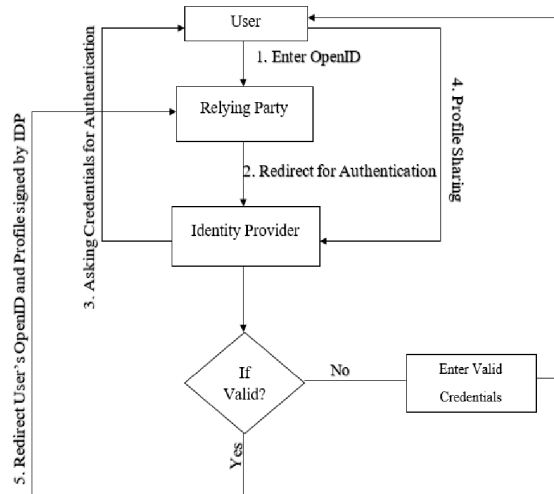 User
1. Enter OpenID
Relying Party
2. Redirect for Authentication
Identity Provider
3. Asking Credentials for Authentication
4. Profile Sharing
If
Valid?
No
Enter Valid
Credentials
Yes
5. Redirect User's OpenID and Profile signed by IDP